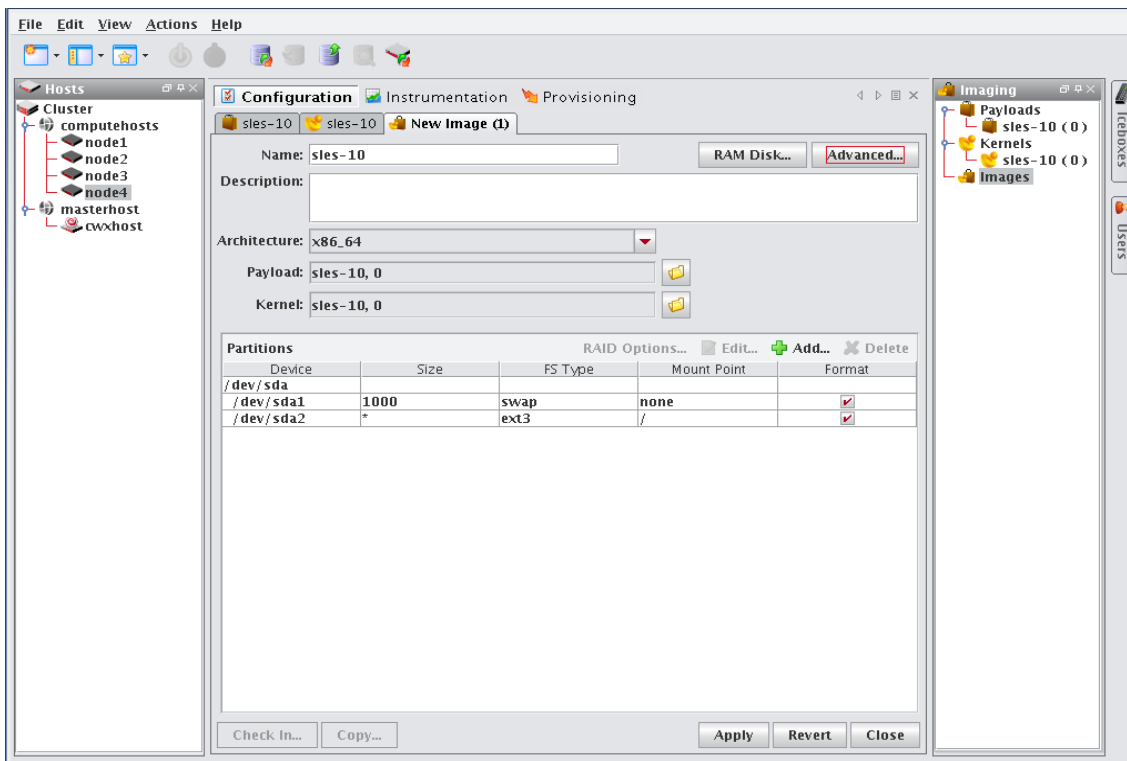 File Edit View Actions Help
Hosts
Cluster
computehosts
node1
node2
node3
node4
masterhost
cwxhost
Configuration Instrumentation Provisioning
sles-10 sles-10 New Image (1)
Name: sles-10 RAM Disk... Advanced...
Description:
Architecture: x86_64
Payload: sles-10, 0
Kernel: sles-10, 0
Partitions RAID Options... Edit... Add... Delete
Device Size FS Type Mount Point Format
/dev/sda
/dev/sda1 1000 swap none
/dev/sda2 * ext3 /
Check In... Copy... Apply Revert Close
Imaging
Payloads
sles-10 (0)
Kernels
sles-10 (0)
Images
Iceboxes
Users